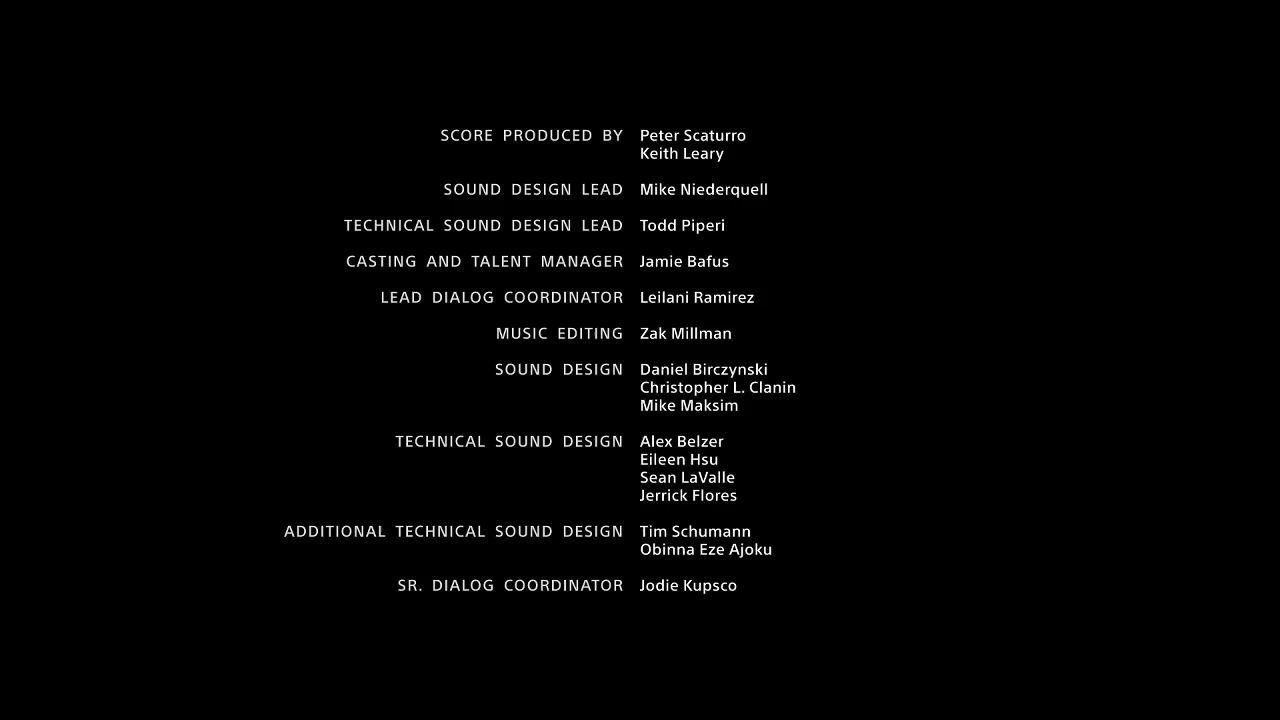 SCORE PRODUCED BY Peter Scaturro
Keith Leary
SOUND DESIGN LEAD Mike Niederquell
TECHNICAL SOUND DESIGN LEAD Todd Piperi
CASTING AND TALENT MANAGER Jamie Bafus
LEAD DIALOG COORDINATOR Leilani Ramirez
MUSIC EDITING Zak Millman
SOUND DESIGN Daniel Birczynski
Christopher L. Clanin
Mike Maksim
TECHNICAL SOUND DESIGN Alex Belzer
Eileen Hsu
Sean LaValle
Jerrick Flores
ADDITIONAL TECHNICAL SOUND DESIGN Tim Schumann
Obinna Eze Ajoku
SR. DIALOG COORDINATOR Jodie Kupsco